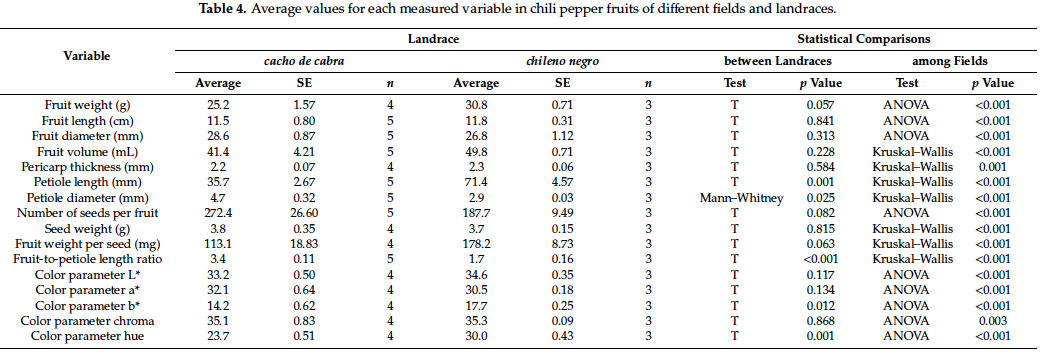 Table 4. Average values for each measured variable in chili pepper fruits of different fields and landraces.
Landrace Statistical Comparisons
Variable cacho de cabra chileno negro between Landraces among Fields
Average SE n Average SE n Test p Value Test p Value
Fruit weight (g) 25.2 1.57 4 30.8 0.71 3 T 0.057 ANOVA <0.001
Fruit length (cm) 11.5 0.80 5 11.8 0.31 3 T 0.841 ANOVA <0.001
Fruit diameter (mm) 28.6 0.87 5 26.8 1.12 3 T 0.313 ANOVA <0.001
Fruit volume (mL) 41.4 4.21 5 49.8 0.71 3 T 0.228 Kruskal–Wallis <0.001
Pericarp thickness (mm) 2.2 0.07 4 2.3 0.06 3 T 0.584 Kruskal–Wallis 0.001
Petiole length (mm) 35.7 2.67 5 71.4 4.57 3 T 0.001 Kruskal–Wallis <0.001
Petiole diameter (mm) 4.7 0.32 5 2.9 0.03 3 Mann–Whitney 0.025 Kruskal–Wallis <0.001
Number of seeds per fruit 272.4 26.60 5 187.7 9.49 3 T 0.082 ANOVA <0.001
Seed weight (g) 3.8 0.35 4 3.7 0.15 3 T 0.815 Kruskal–Wallis <0.001
Fruit weight per seed (mg) 113.1 18.83 4 178.2 8.73 3 T 0.063 Kruskal–Wallis <0.001
Fruit-to-petiole length ratio 3.4 0.11 5 1.7 0.16 3 T <0.001 Kruskal–Wallis <0.001
Color parameter L* 33.2 0.50 4 34.6 0.35 3 T 0.117 ANOVA <0.001
Color parameter a* 32.1 0.64 4 30.5 0.18 3 T 0.134 ANOVA <0.001
Color parameter b* 14.2 0.62 4 17.7 0.25 3 T 0.012 ANOVA <0.001
Color parameter chroma 35.1 0.83 4 35.3 0.09 3 T 0.868 ANOVA 0.003
Color parameter hue 23.7 0.51 4 30.0 0.43 3 T 0.001 ANOVA <0.001